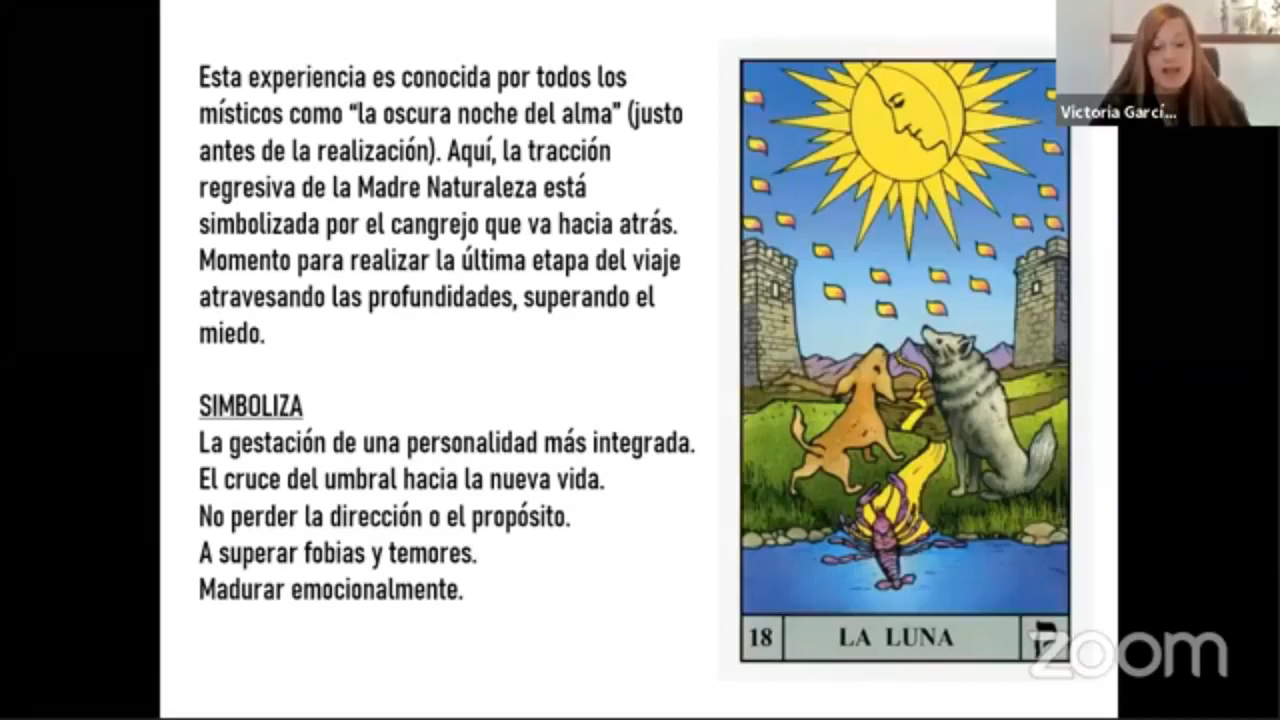 Esta experiencia es conocida por todos los
místicos como “la oscura noche del alma” (justo
antes de la realización). Aquí, la tracción
regresiva de la Madre Naturaleza está
simbolizada por el cangrejo que va hacia atrás.
Momento para realizar la última etapa del viaje
atravesando las profundidades, superando el
miedo.
SIMBOLIZA
La gestación de una personalidad más integrada.
El cruce del umbral hacia la nueva vida.
No perder la dirección o el propósito.
A superar fobias y temores.
Madurar emocionalmente.
Victoria Garcí...
18
LA LUNA
ק
zoom